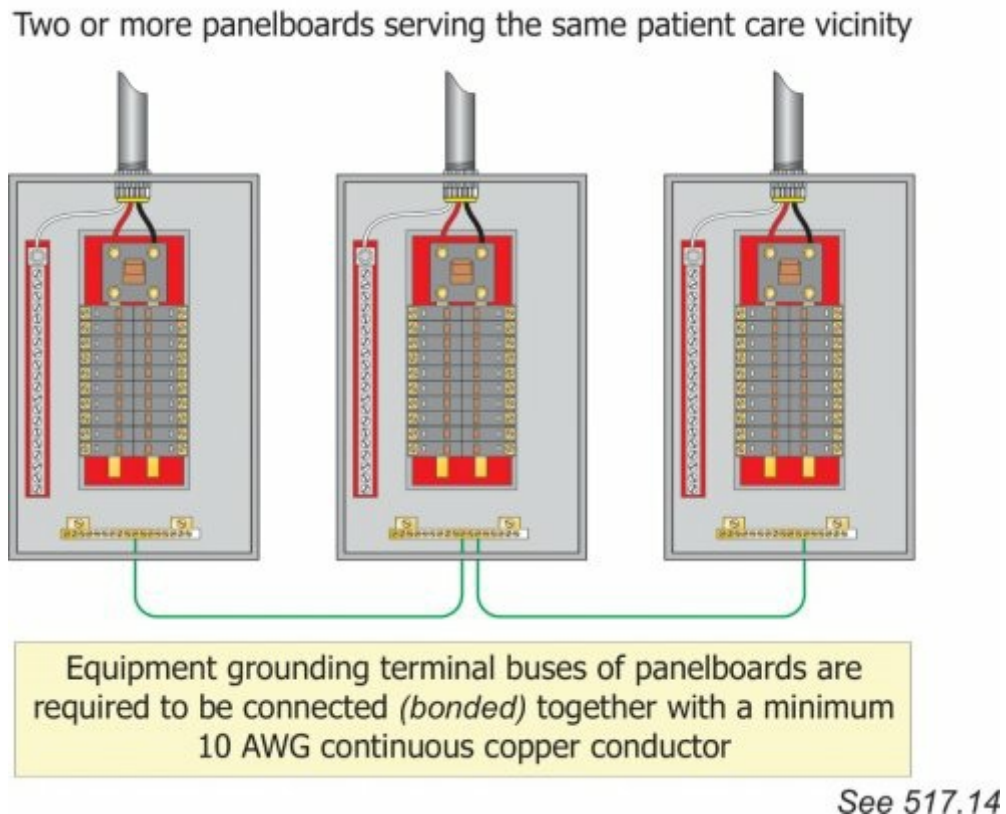 Two or more panelboards serving the same patient care vicinity
Equipment grounding terminal buses of panelboards are
required to be connected (bonded) together with a minimum
10 AWG continuous copper conductor
See 517.14